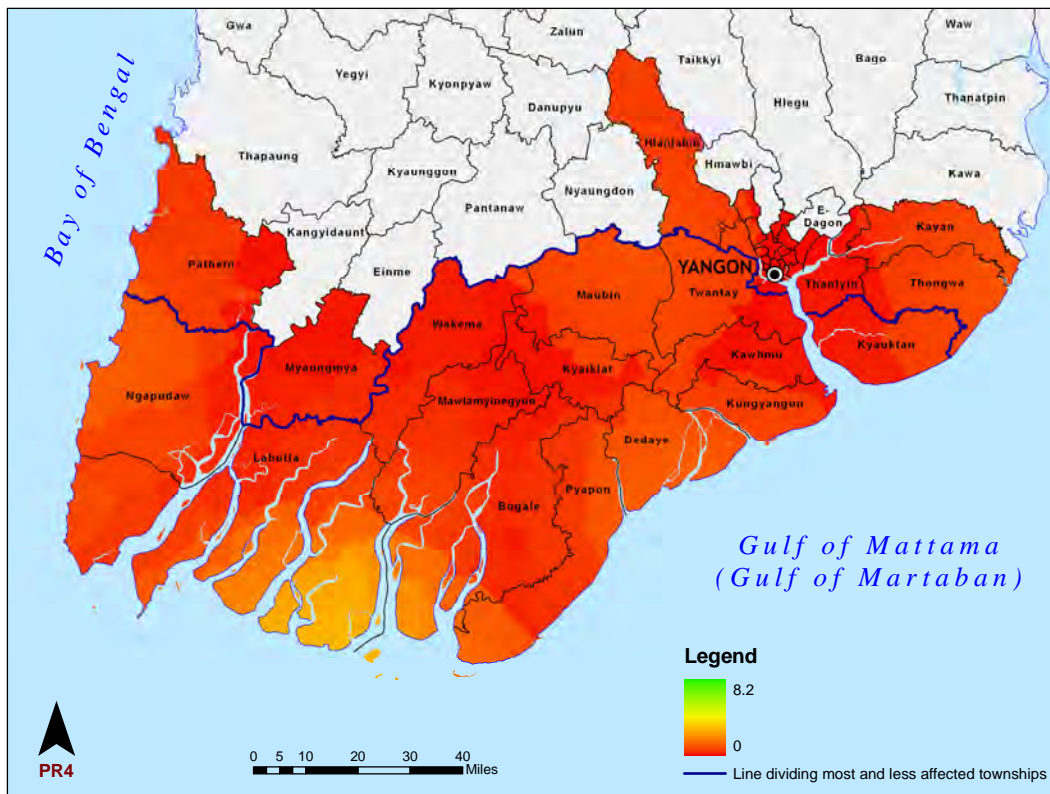 Gwa
Zalun
Waw
Taikkyi
Bago
Yegyi
Kyonpyaw
Danupyu
Hlegu
Thanatpin
Bay of Bengal
Thapaung
Kyaunggon
Nyaungdon
Hlaingbwe
Hmawbi
Kawa
Pantanaw
E-
Dagon
Kangyidaunt
Kayan
Einme
Pathein
YANGON
Thanlyin
Thongwa
Maubin
Twantay
Wakema
Kyauktan
Myaungmya
Kyaiklat
Kawhmu
Ngapudaw
Mawlamyinegyun
Kungyangun
Dedaye
Labutta
Pyapon
Bogale
Gulf of Mattama
(Gulf of Martaban)
Legend
8.2
0
Line dividing most and less affected townships
PR4
0 5 10 20 30 40
Miles